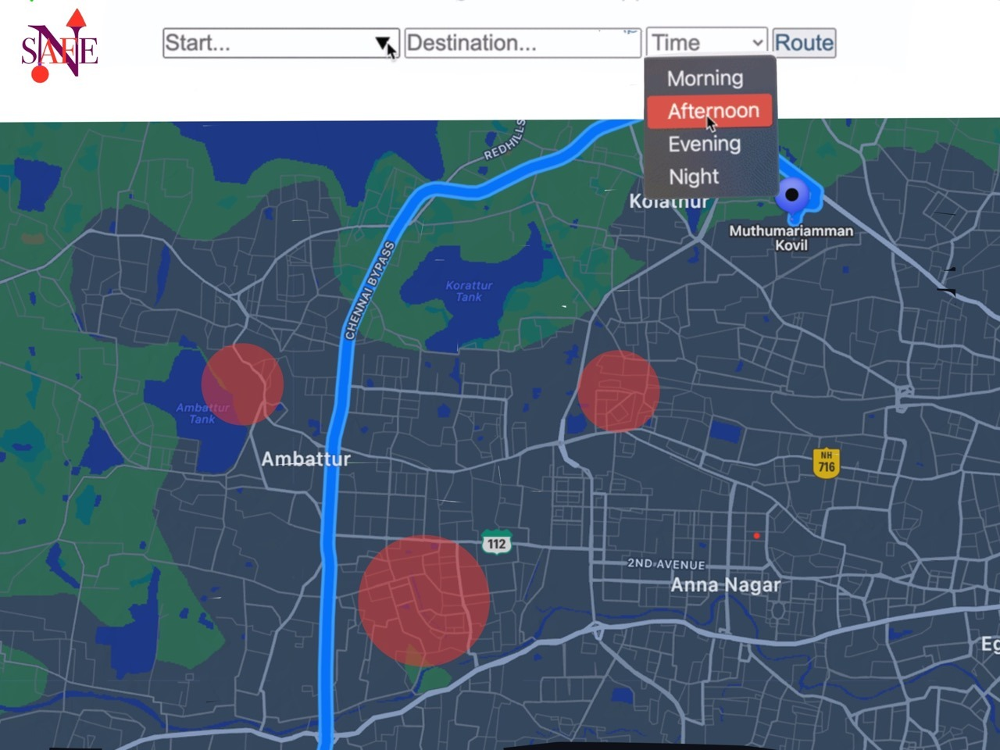 SAFE
N
Start...
Destination...
Time
Route
Morning
Afternoon
Evening
Night
REDHILLS
Kolathur
Muthumariamman
Kovil
CHENNAI BYPASS
Korattur
Tank
Ambattur
Tank
Ambattur
NH
716
112
2ND AVENUE
Anna Nagar
Eg